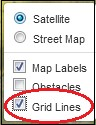 Satellite
Street Map
Map Labels
Obstacles
Grid Lines